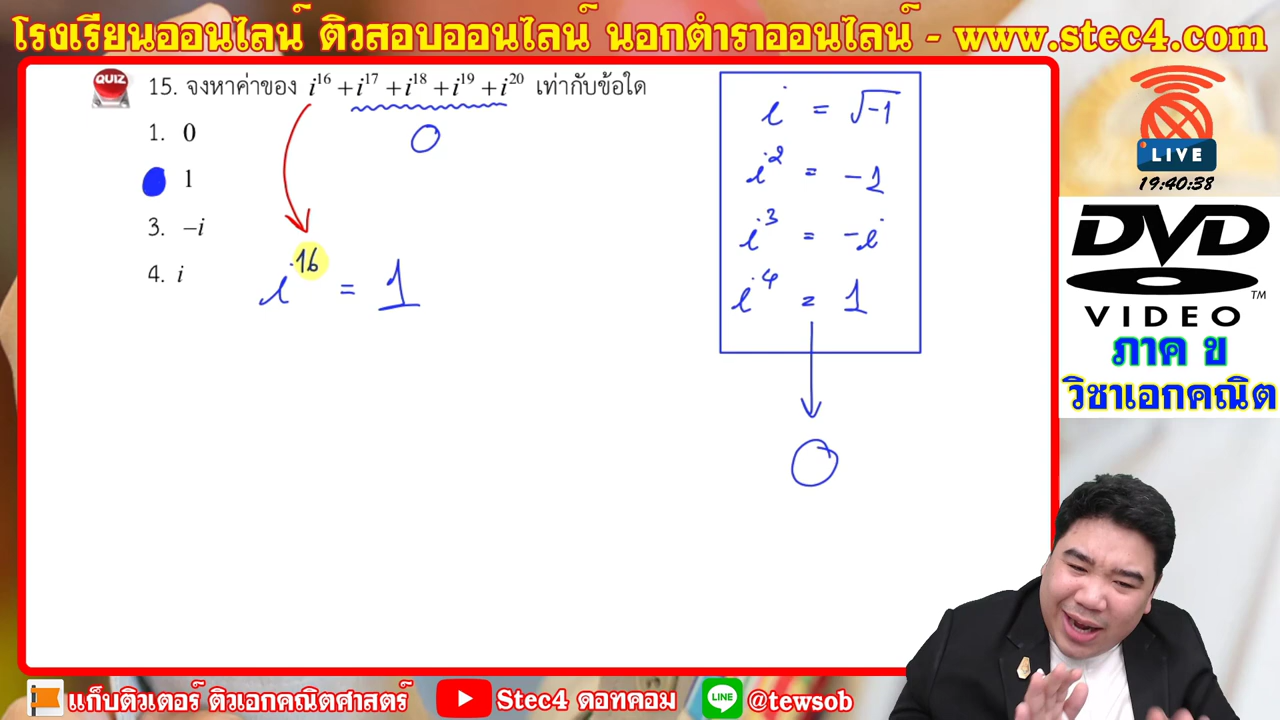 โรงเรียนออนไลน์ ติวสอบออนไลน์ นอกตำราออนไลน์ - www.stec4.com
QUIZ
15. จงหาค่าของ i¹⁶ + i¹⁷ + i¹⁸ + i¹⁹ + i²⁰ เท่ากับข้อใด
0
1. 0
1
3. –i
4. i
i¹⁶ = 1
i = √-1
i² = -1
i³ = -i
i⁴ = 1
0
LIVE
19:40:38
DVD
VIDEO™
ภาค ข
วิชาเอกคณิต
แก๊บติวเตอร์ ติวเอกคณิตศาสตร์
Stec4 ดอทคอม
LINE
@tewsob